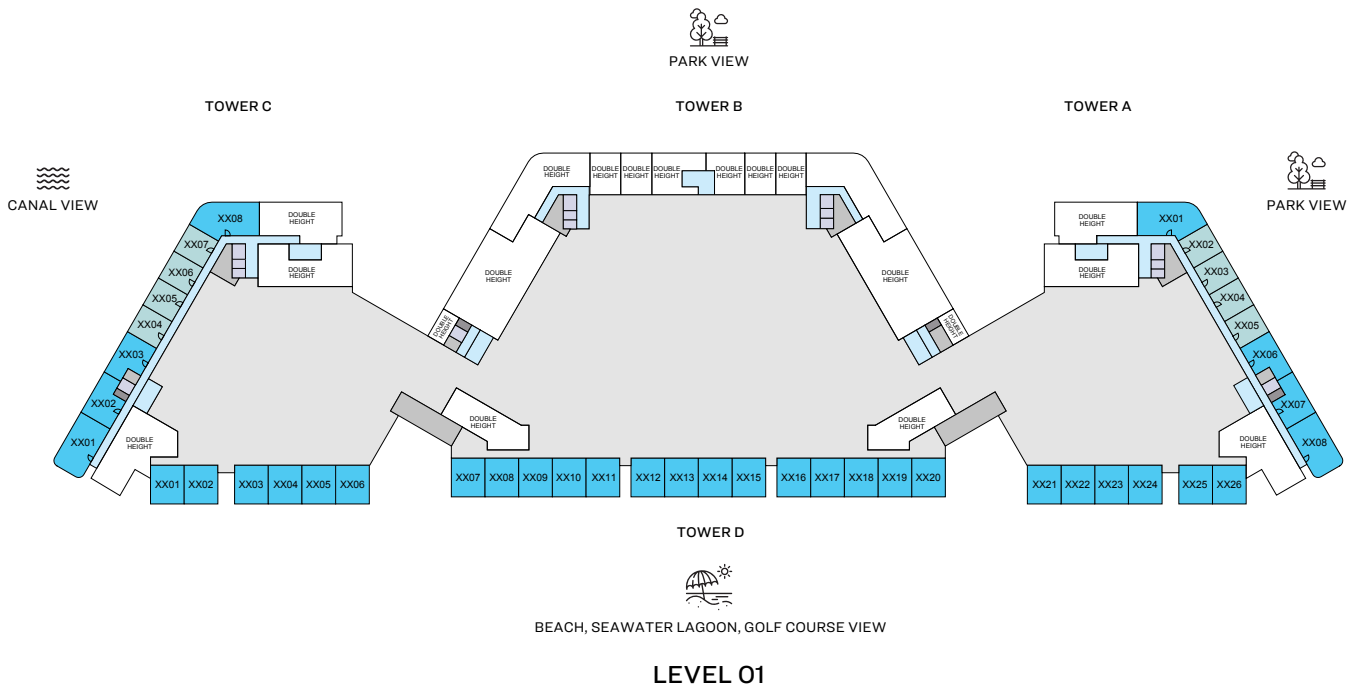 PARK VIEW
TOWER C
TOWER B
TOWER A
CANAL VIEW
PARK VIEW
DOUBLE
HEIGHT
DOUBLE
HEIGHT
DOUBLE
HEIGHT
DOUBLE
HEIGHT
DOUBLE
HEIGHT
DOUBLE
HEIGHT
DOUBLE
HEIGHT
XX08
DOUBLE
HEIGHT
XX07
XX06
XX05
XX04
XX03
XX02
XX01
DOUBLE
HEIGHT
DOUBLE
HEIGHT
DOUBLE
HEIGHT
DOUBLE
HEIGHT
DOUBLE
HEIGHT
DOUBLE
HEIGHT
DOUBLE
HEIGHT
DOUBLE
HEIGHT
XX01
XX02
XX03
XX04
XX05
XX06
XX07
XX08
DOUBLE
HEIGHT
DOUBLE
HEIGHT
DOUBLE
HEIGHT
DOUBLE
HEIGHT
XX01
XX02
XX03
XX04
XX05
XX06
XX07
XX08
XX09
XX10
XX11
XX12
XX13
XX14
XX15
XX16
XX17
XX18
XX19
XX20
XX21
XX22
XX23
XX24
XX25
XX26
TOWER D
BEACH, SEAWATER LAGOON, GOLF COURSE VIEW
LEVEL 01